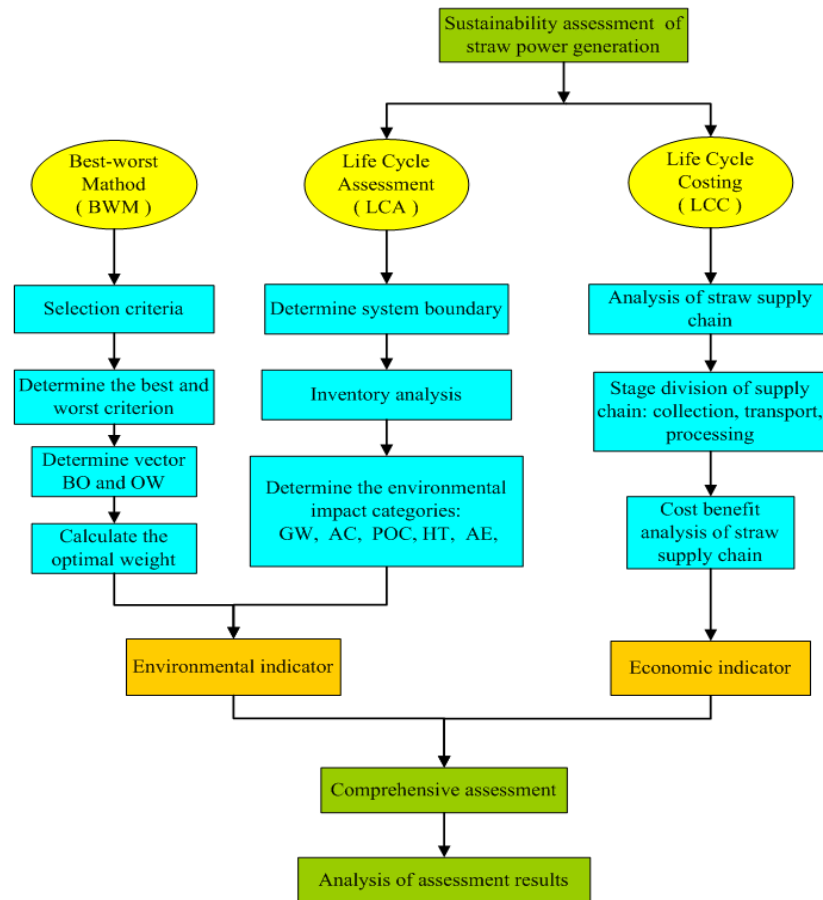 Sustainability assessment of
straw power generation
Best-worst
Mathod
( BWM )
Life Cycle
Assessment
( LCA )
Life Cycle
Costing
( LCC )
Selection criteria
Determine the best and
worst criterion
Determine vector
BO and OW
Calculate the
optimal weight
Determine system boundary
Inventory analysis
Determine the environmental
impact categories:
GW, AC, POC, HT, AE,
Analysis of straw supply
chain
Stage division of supply
chain: collection, transport,
processing
Cost benefit
analysis of straw
supply chain
Environmental indicator
Economic indicator
Comprehensive assessment
Analysis of assessment results